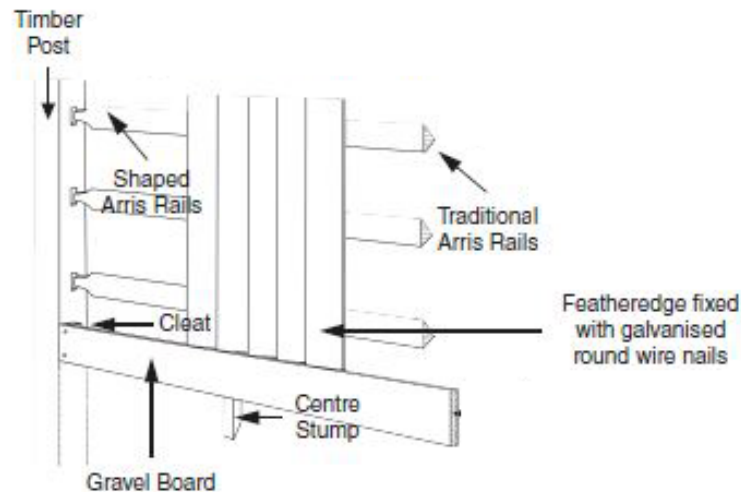 Timber
Post
Shaped
Arris Rails
Traditional
Arris Rails
Cleat
Featheredge fixed
with galvanised
round wire nails
Centre
Stump
Gravel Board